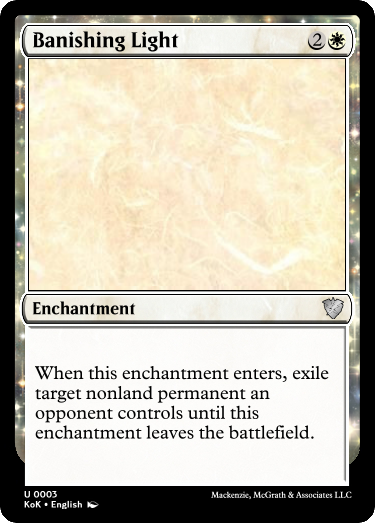 Banishing Light 2
Enchantment
When this enchantment enters, exile
target nonland permanent an
opponent controls until this
enchantment leaves the battlefield.
U 0003
KoK • English
Mackenzie, McGrath & Associates LLC